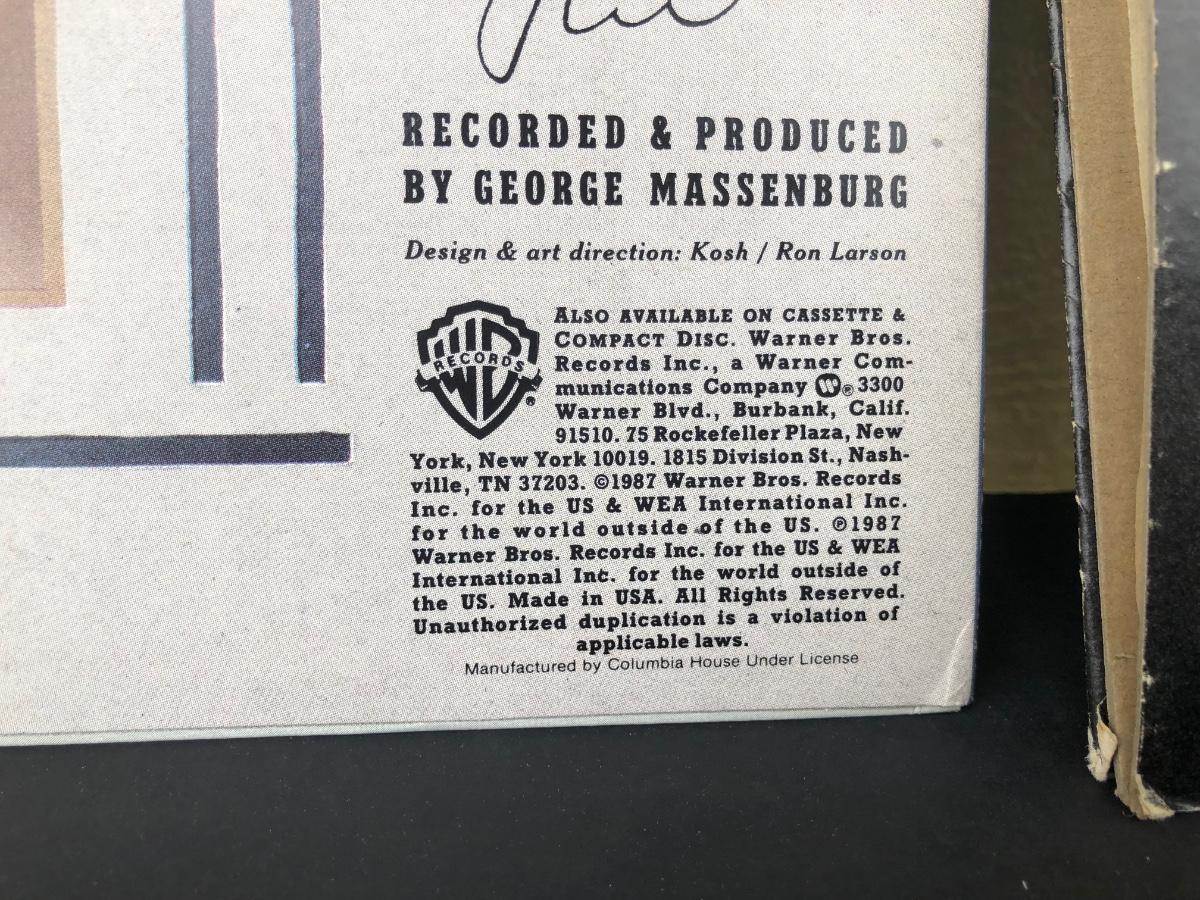 RECORDED & PRODUCED
BY GEORGE MASSENBURG
Design & art direction: Kosh / Ron Larson
RECORDS
ALSO AVAILABLE ON CASSETTE &
COMPACT DISC. Warner Bros.
Records Inc., a Warner Com-
munications Company W® 3300
Warner Blvd., Burbank, Calif.
91510. 75 Rockefeller Plaza, New
York, New York 10019. 1815 Division St., Nash-
ville, TN 37203. ©1987 Warner Bros. Records
Inc. for the US & WEA International Inc.
for the world outside of the US. ℗1987
Warner Bros. Records Inc. for the US & WEA
International Inc. for the world outside of
the US. Made in USA. All Rights Reserved.
Unauthorized duplication is a violation of
applicable laws.
Manufactured by Columbia House Under License